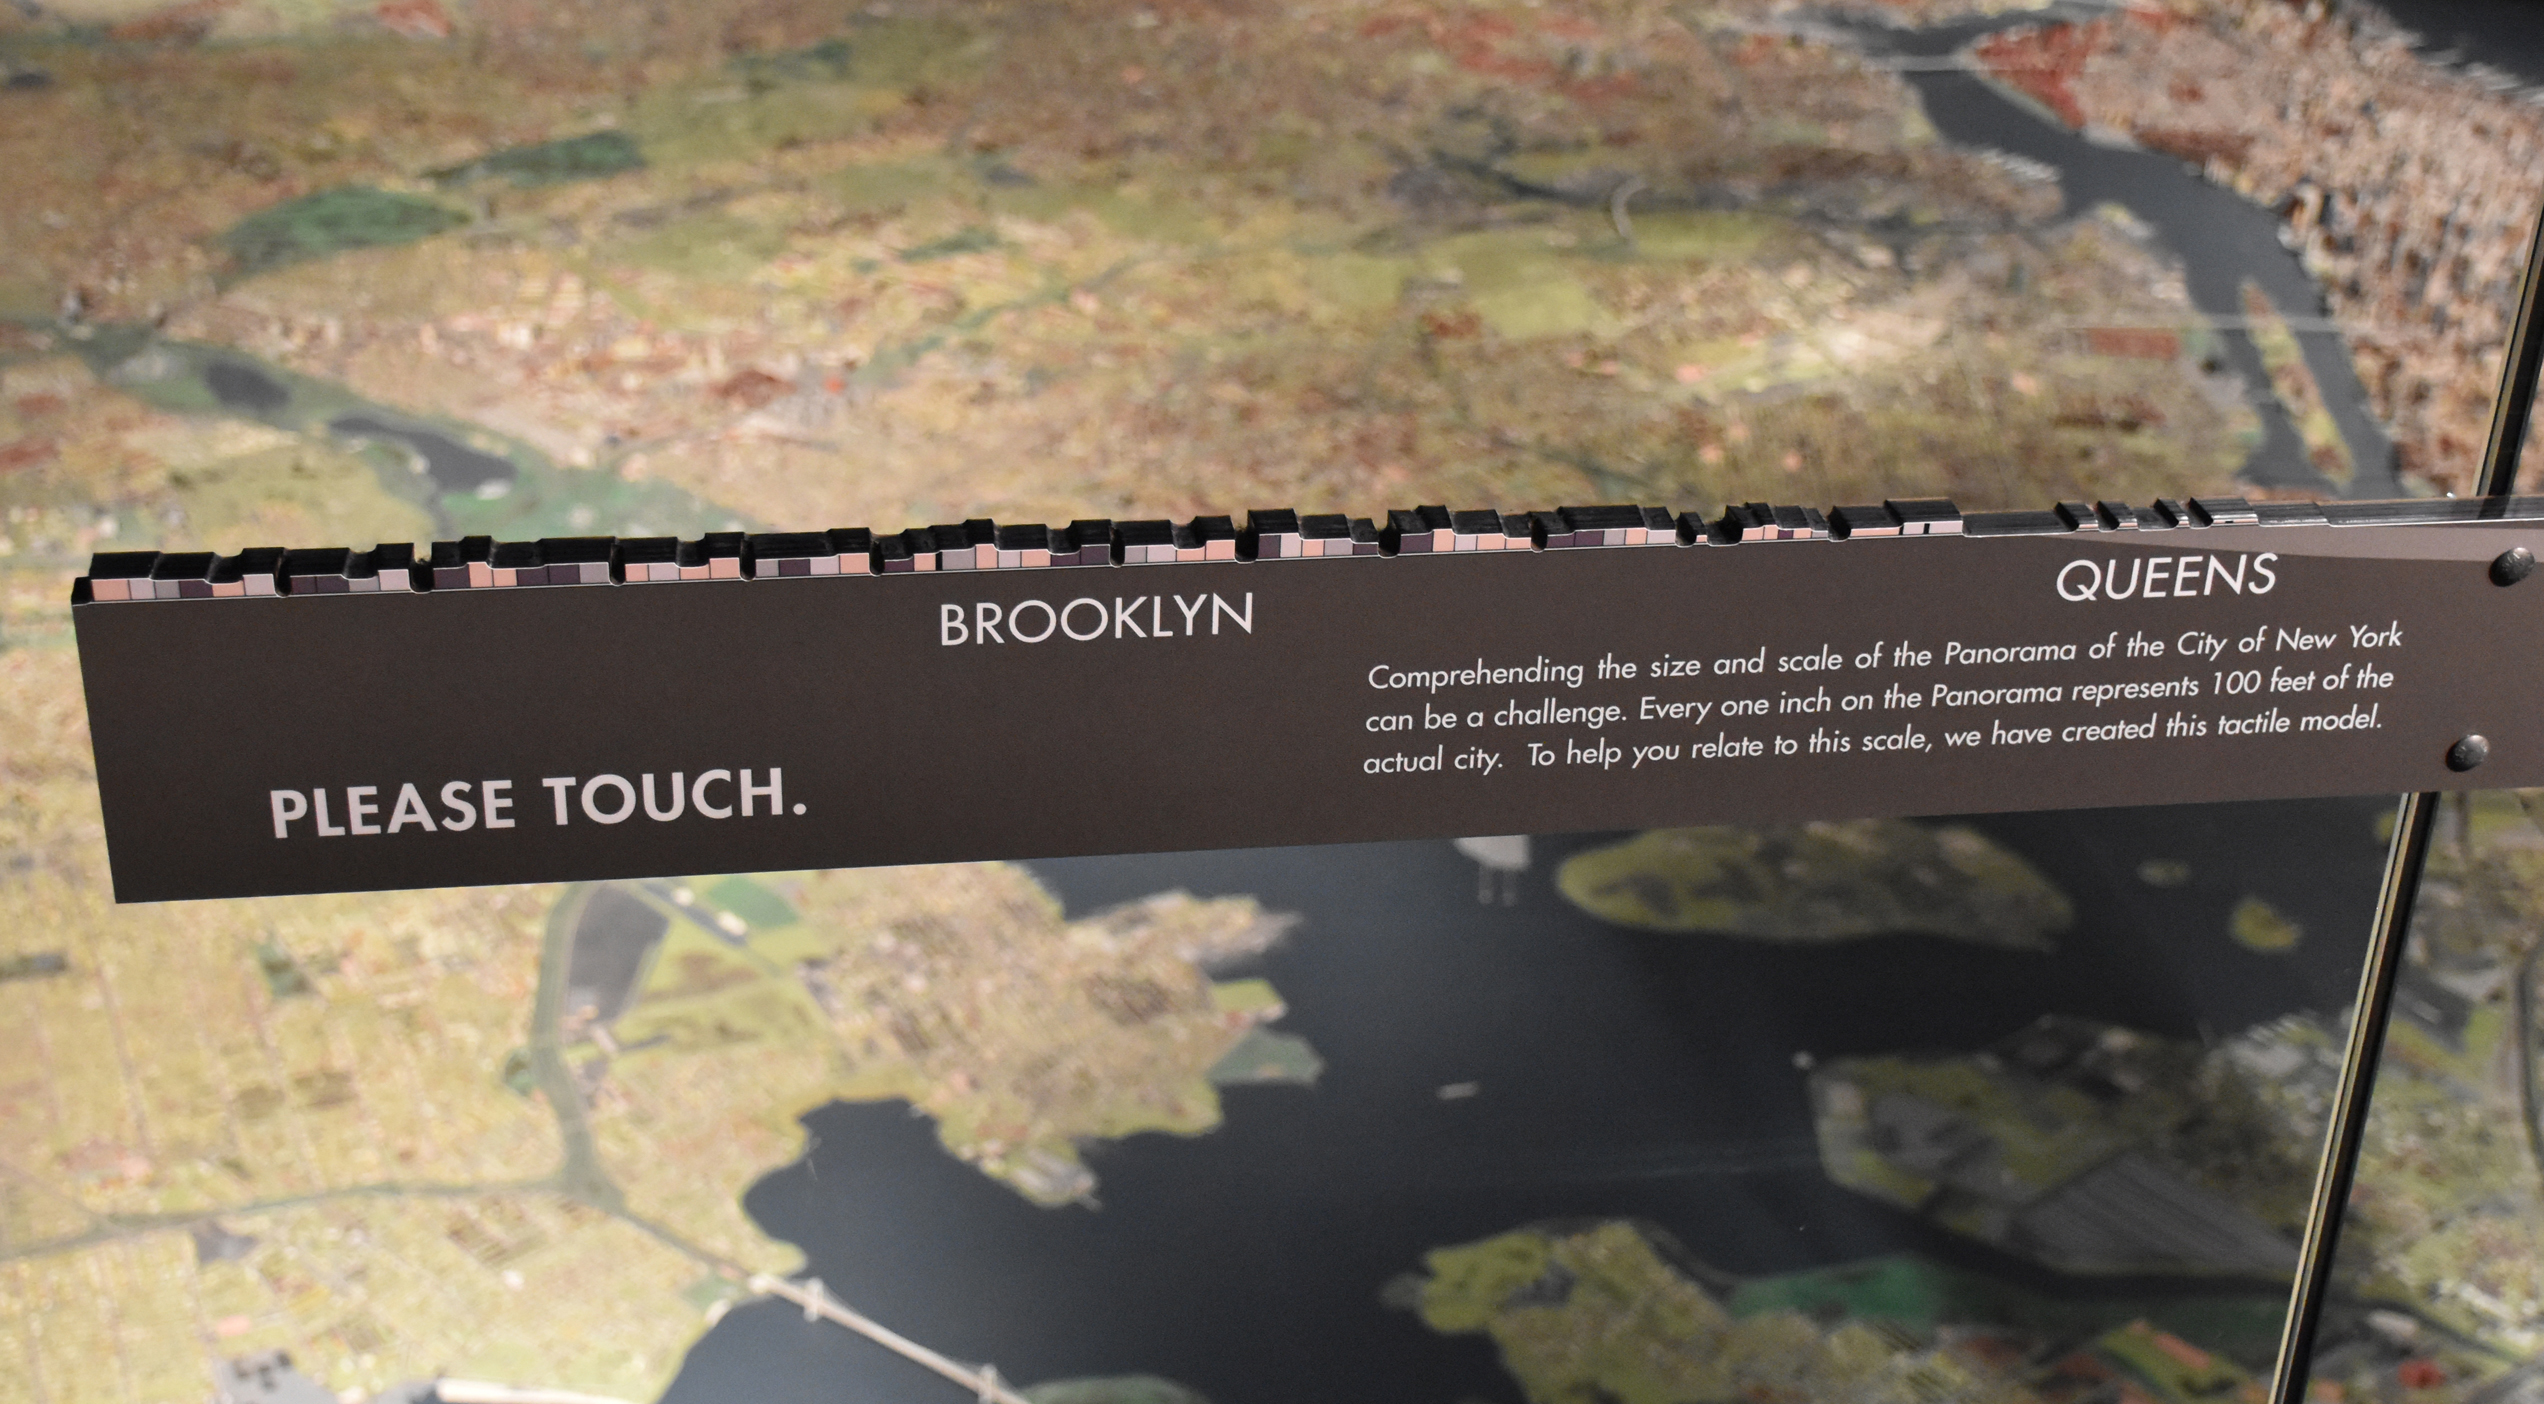 BROOKLYN
QUEENS
Comprehending the size and scale of the Panorama of the City of New York
can be a challenge. Every one inch on the Panorama represents 100 feet of the
actual city. To help you relate to this scale, we have created this tactile model.
PLEASE TOUCH.